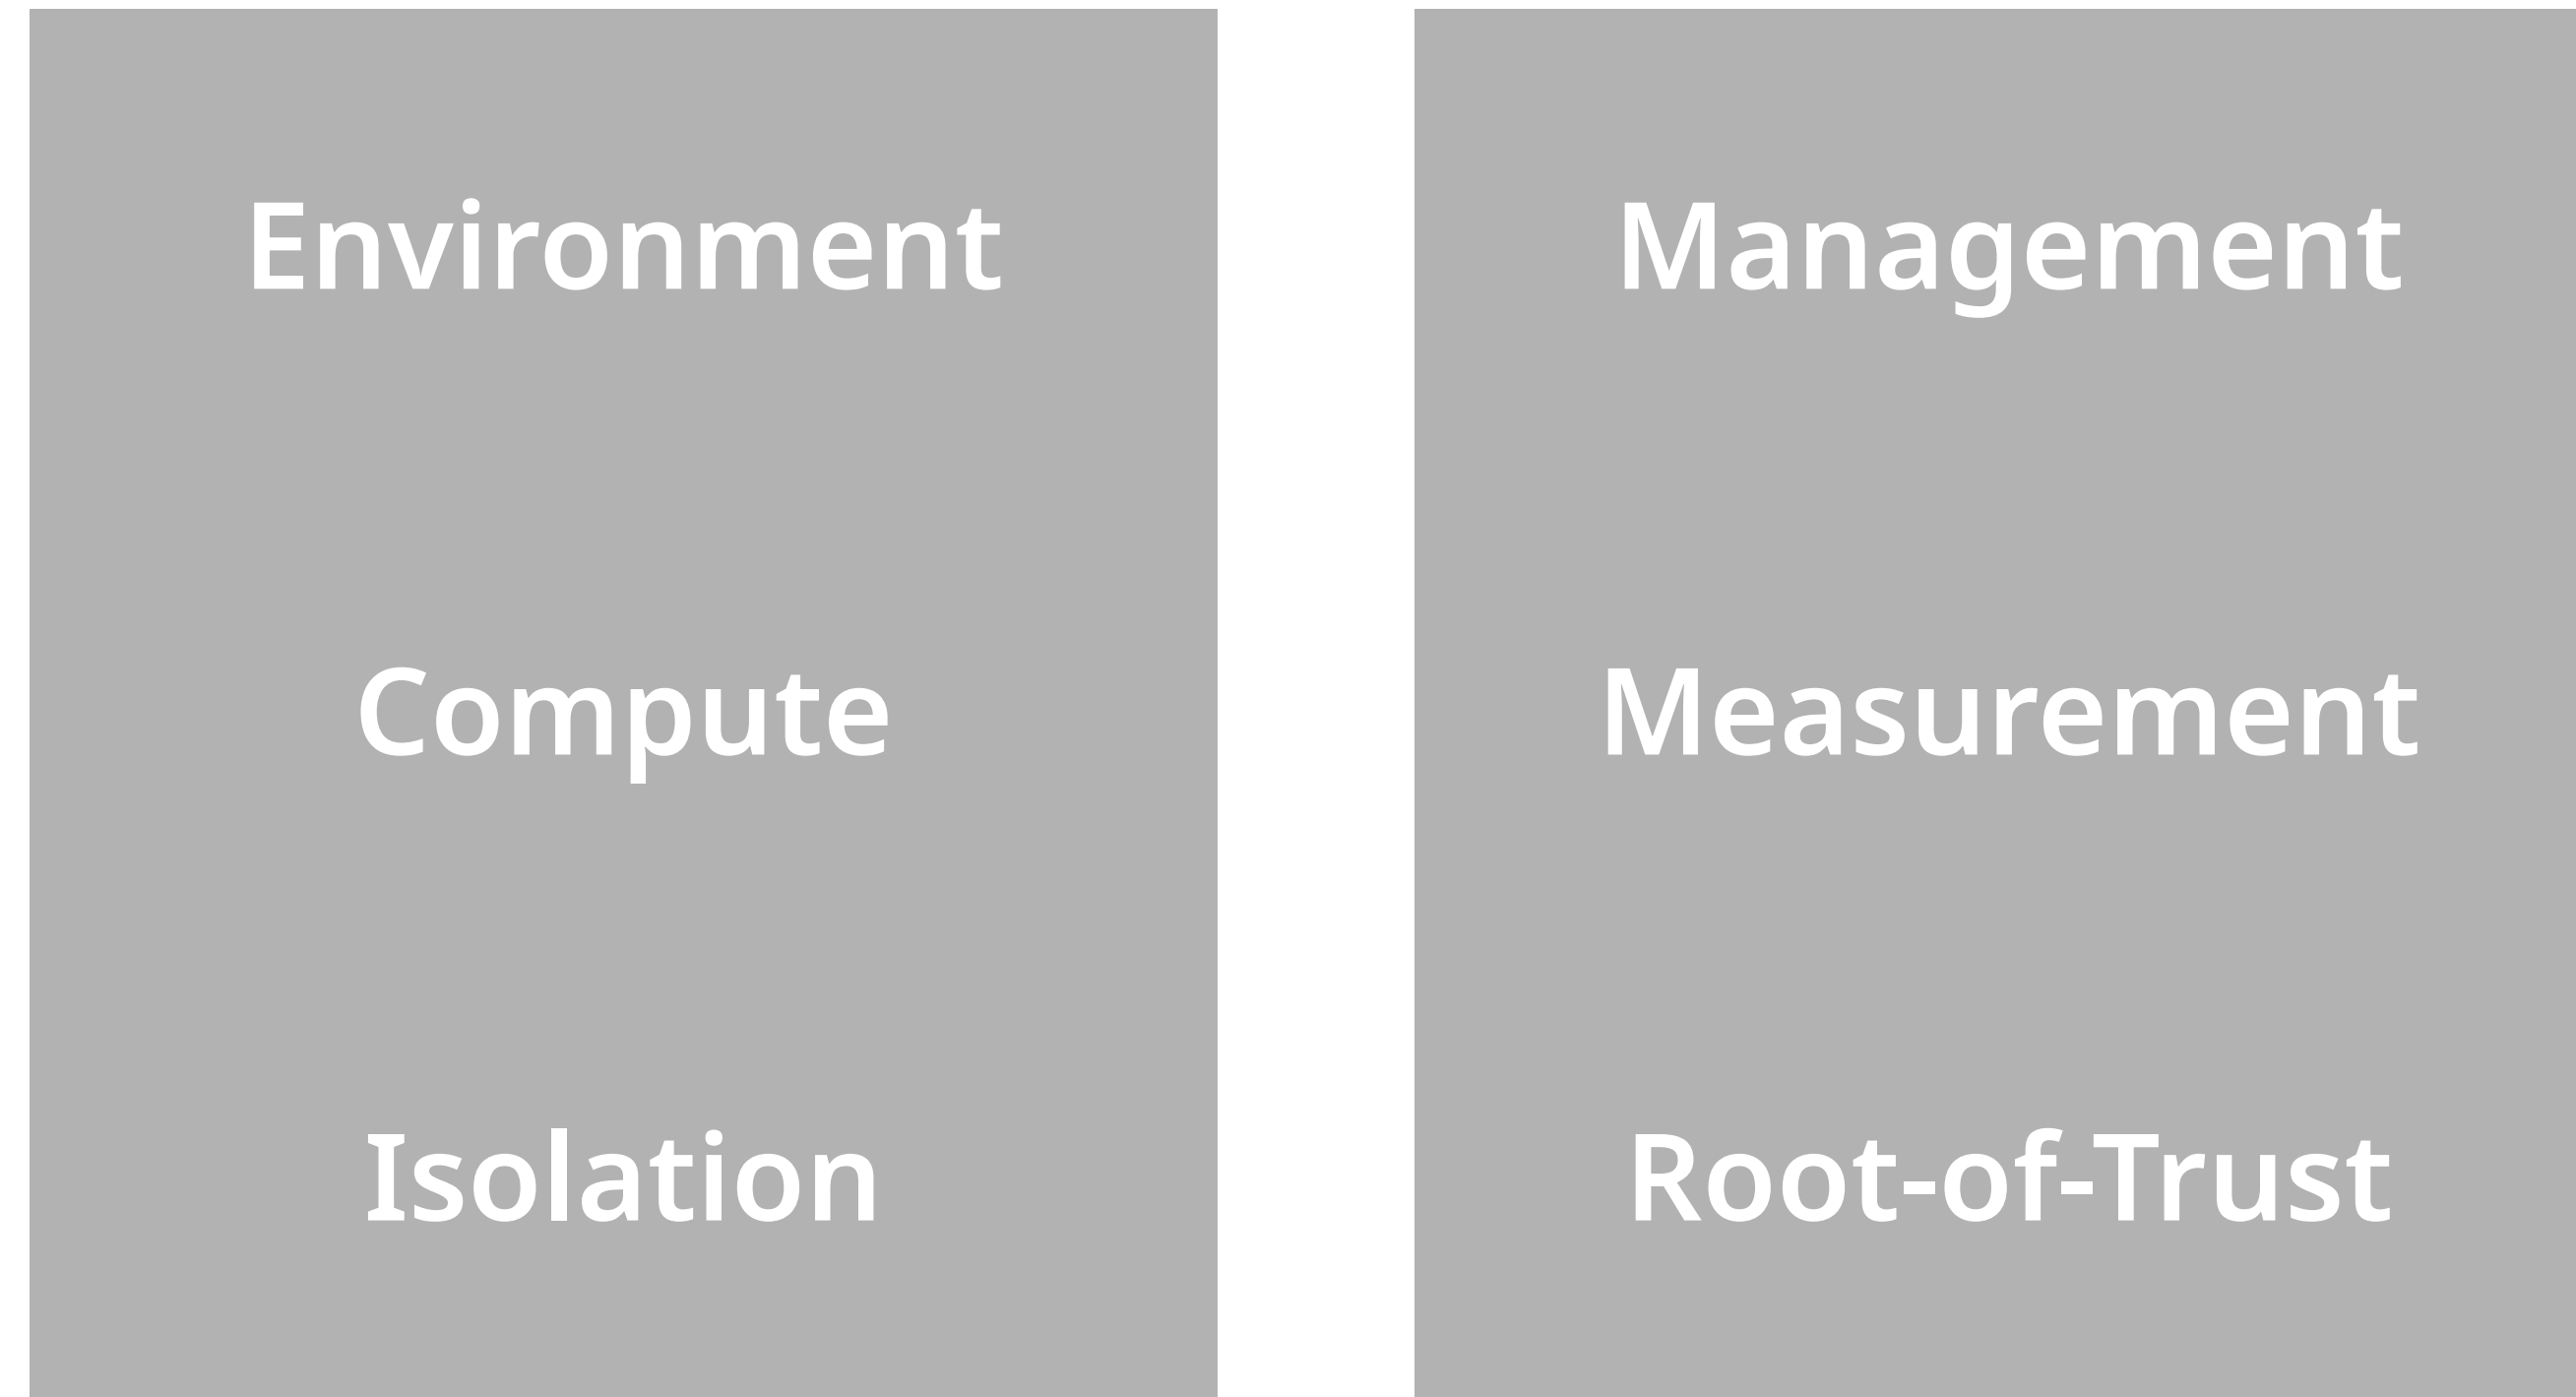 Environment
Compute
Isolation
Management
Measurement
Root-of-Trust